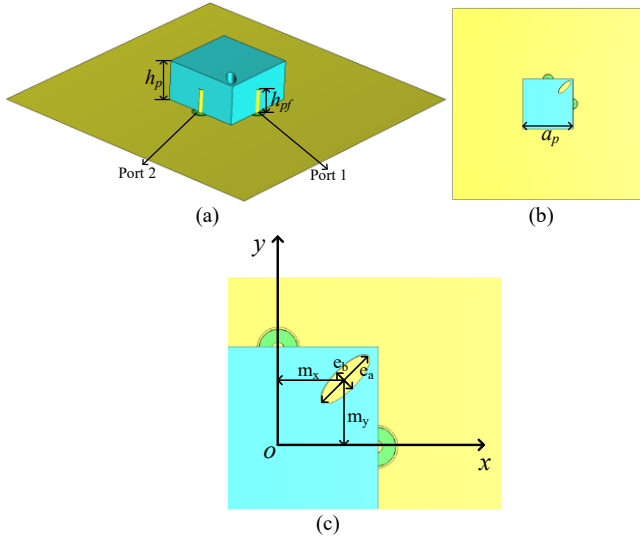 h_p
h_pf
Port 2
Port 1
(a)
a_p
(b)
y
m_x
e_b
e_a
m_y
o
x
(c)